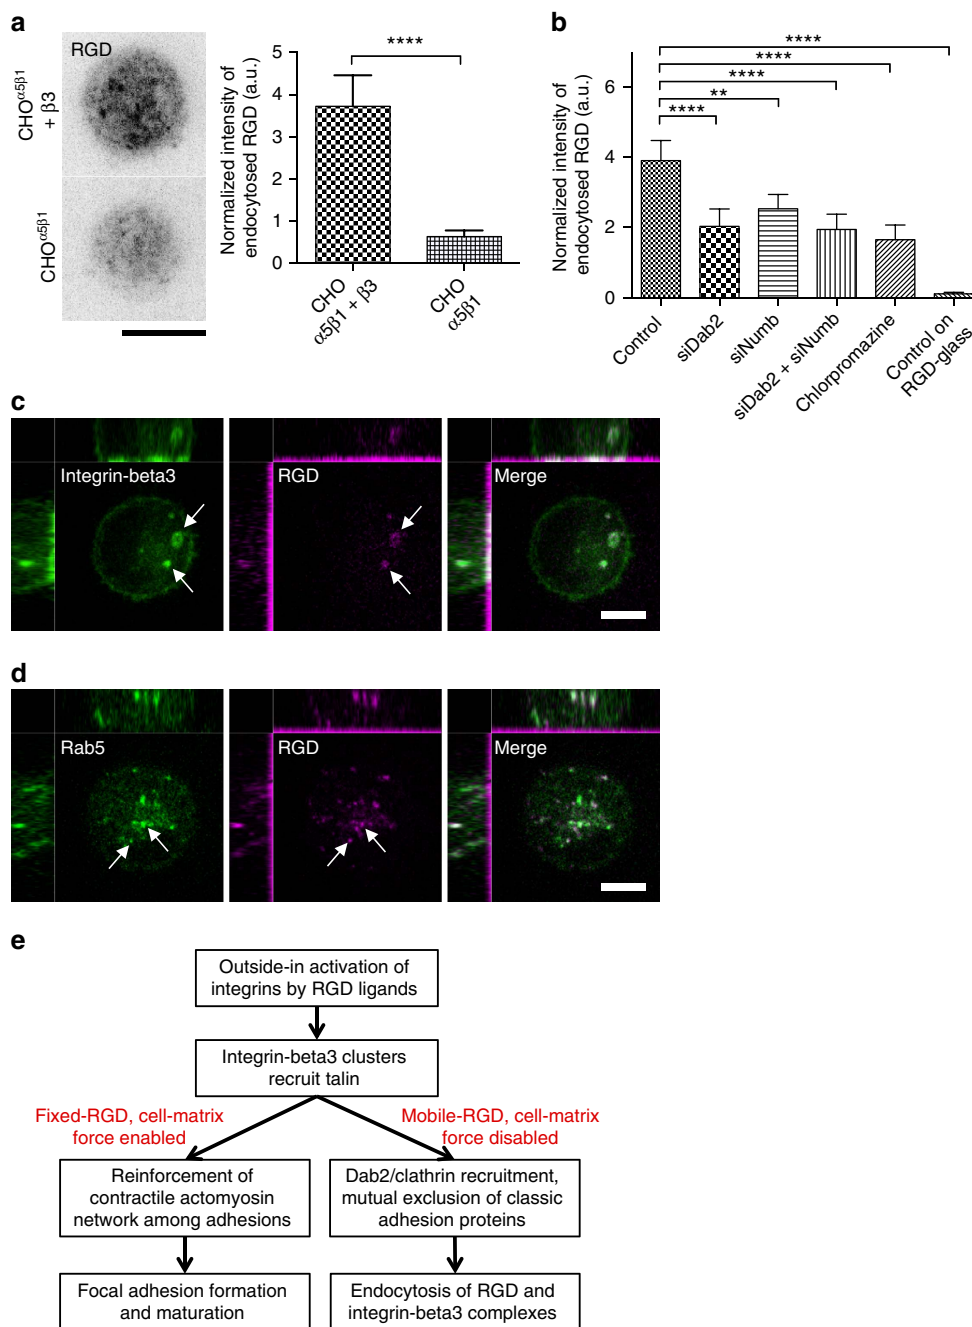 a
RGD
CHOα5β1
+ β3
CHOα5β1
Normalized intensity of
endocytosed RGD (a.u.)
5
4
3
2
1
0
****
CHO
α5β1 + β3
CHO
α5β1
b
Normalized intensity of
endocytosed RGD (a.u.)
6
4
2
0
****
****
****
**
****
Control
siDab2
siNumb
siDab2 + siNumb
Chlorpromazine
Control on
RGD-glass
c
Integrin-beta3
RGD
Merge
d
Rab5
RGD
Merge
e
Outside-in activation of
integrins by RGD ligands
Integrin-beta3 clusters
recruit talin
Fixed-RGD, cell-matrix
force enabled
Mobile-RGD, cell-matrix
force disabled
Reinforcement of
contractile actomyosin
network among adhesions
Dab2/clathrin recruitment,
mutual exclusion of classic
adhesion proteins
Focal adhesion formation
and maturation
Endocytosis of RGD and
integrin-beta3 complexes